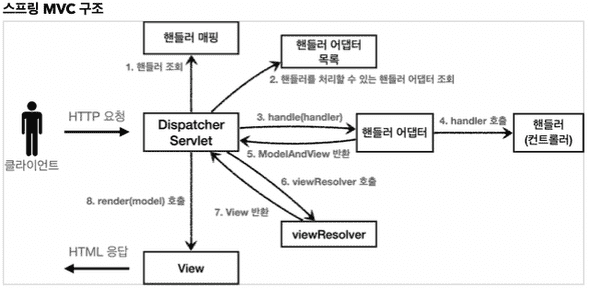 스프링 MVC 구조
핸들러 매핑
핸들러 어댑터
목록
1. 핸들러 조회
2. 핸들러를 처리할 수 있는 핸들러 어댑터 조회
HTTP 요청
클라이언트
Dispatcher
Servlet
3. handle(handler)
핸들러 어댑터
4. handler 호출
핸들러
(컨트롤러)
5. ModelAndView 반환
6. viewResolver 호출
7. View 반환
8. render(model) 호출
viewResolver
HTML 응답
View